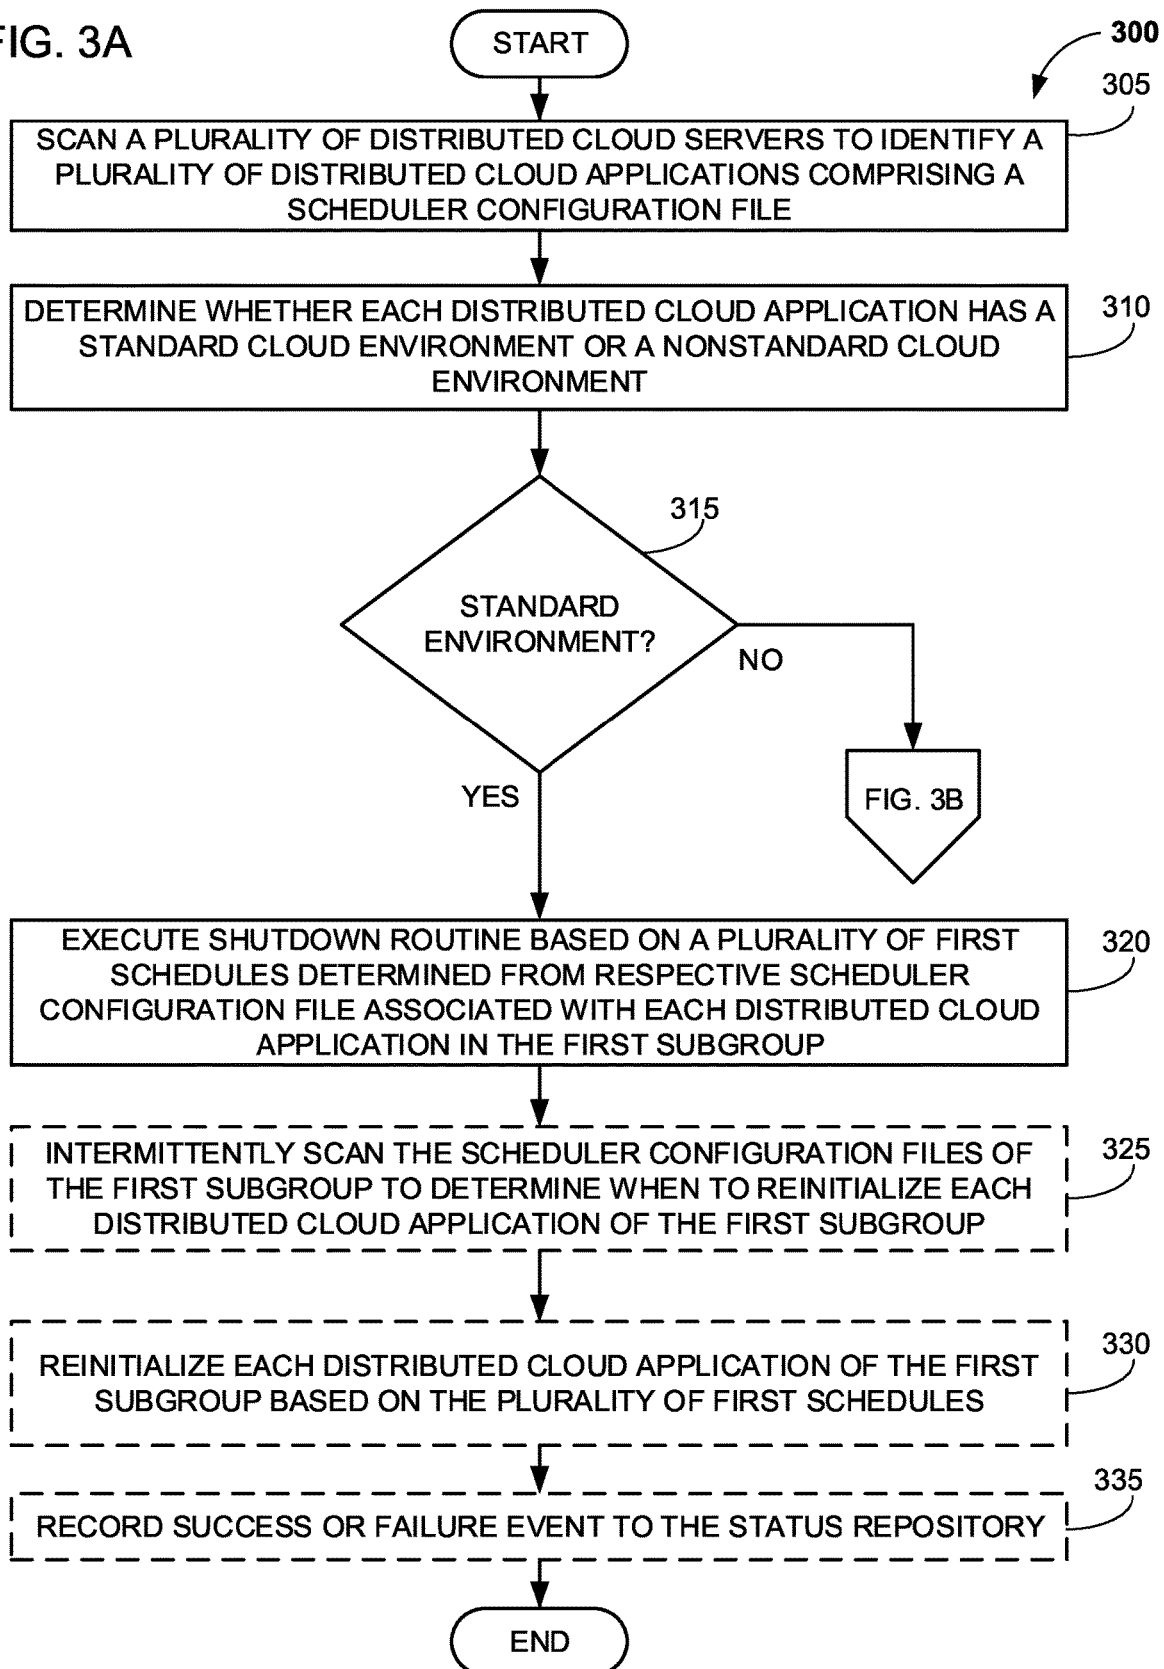 FIG. 3A
START
300
305
SCAN A PLURALITY OF DISTRIBUTED CLOUD SERVERS TO IDENTIFY A
PLURALITY OF DISTRIBUTED CLOUD APPLICATIONS COMPRISING A
SCHEDULER CONFIGURATION FILE
310
DETERMINE WHETHER EACH DISTRIBUTED CLOUD APPLICATION HAS A
STANDARD CLOUD ENVIRONMENT OR A NONSTANDARD CLOUD
ENVIRONMENT
315
STANDARD
ENVIRONMENT?
NO
YES
FIG. 3B
320
EXECUTE SHUTDOWN ROUTINE BASED ON A PLURALITY OF FIRST
SCHEDULES DETERMINED FROM RESPECTIVE SCHEDULER
CONFIGURATION FILE ASSOCIATED WITH EACH DISTRIBUTED CLOUD
APPLICATION IN THE FIRST SUBGROUP
325
INTERMITTENTLY SCAN THE SCHEDULER CONFIGURATION FILES OF
THE FIRST SUBGROUP TO DETERMINE WHEN TO REINITIALIZE EACH
DISTRIBUTED CLOUD APPLICATION OF THE FIRST SUBGROUP
330
REINITIALIZE EACH DISTRIBUTED CLOUD APPLICATION OF THE FIRST
SUBGROUP BASED ON THE PLURALITY OF FIRST SCHEDULES
335
RECORD SUCCESS OR FAILURE EVENT TO THE STATUS REPOSITORY
END